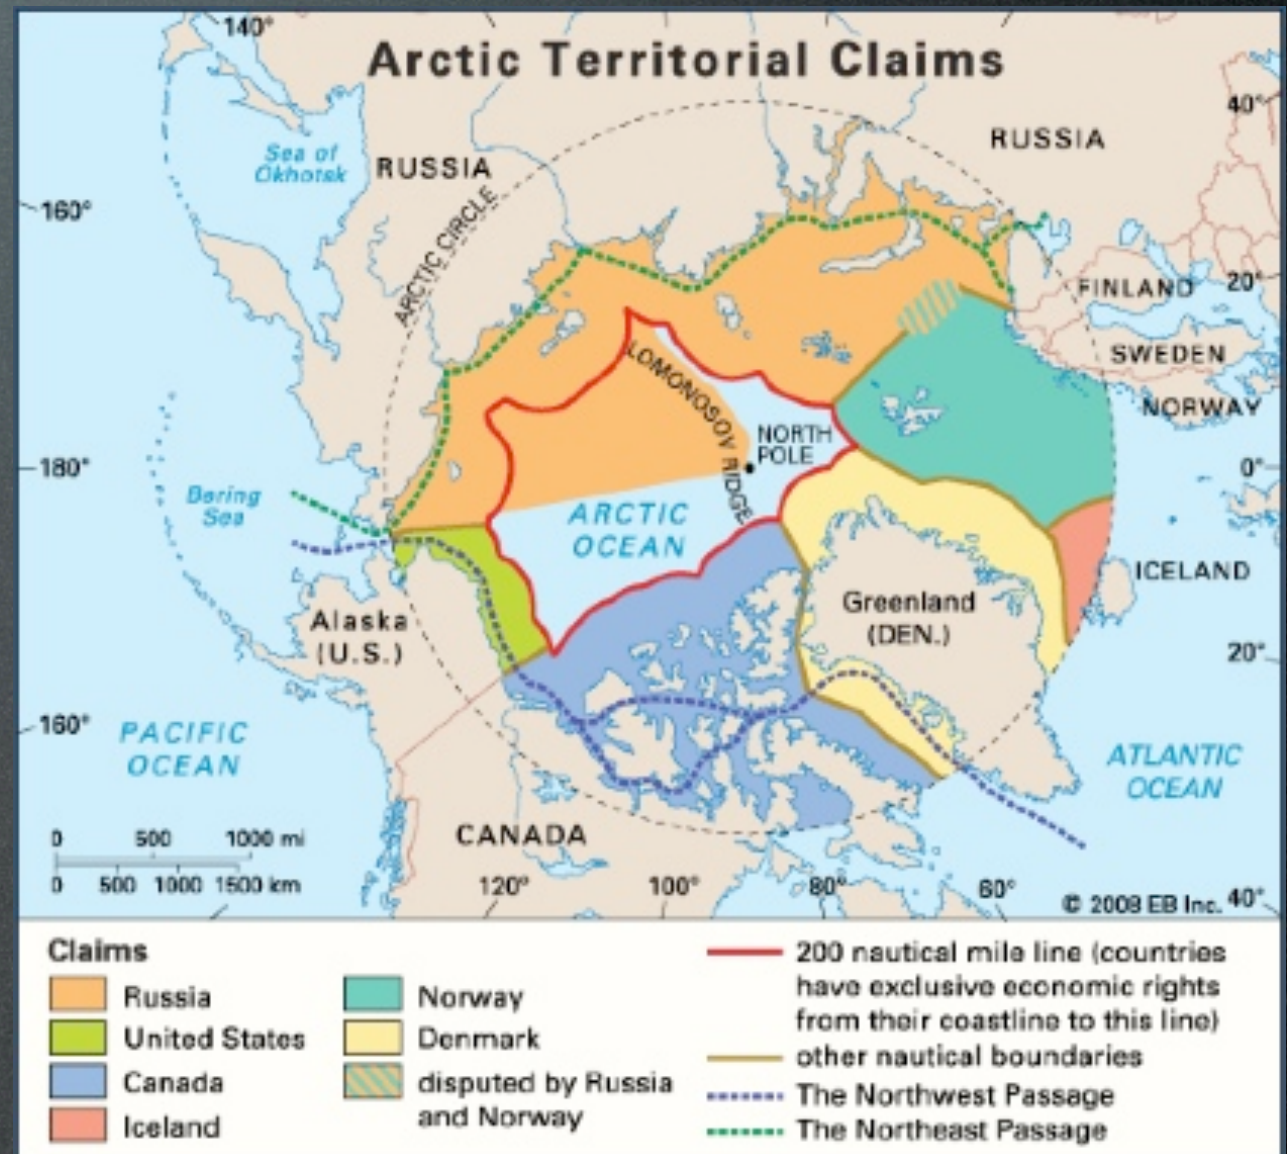 140°
Arctic Territorial Claims
40°
RUSSIA
Sea of
Okhotsk
RUSSIA
160°
ARCTIC CIRCLE
FINLAND
20°
SWEDEN
LOMONOSOV RIDGE
NORWAY
NORTH
POLE
180°
0°
Bering
Sea
ARCTIC
OCEAN
ICELAND
Greenland
(DEN.)
Alaska
(U.S.)
20°
160°
PACIFIC
OCEAN
ATLANTIC
OCEAN
0 500 1000 mi
0 500 1000 1500 km
CANADA
120°
100°
80°
60°
© 2008 EB Inc.
40°
Claims
Russia
United States
Canada
Iceland
Norway
Denmark
disputed by Russia
and Norway
200 nautical mile line (countries
have exclusive economic rights
from their coastline to this line)
other nautical boundaries
The Northwest Passage
The Northeast Passage